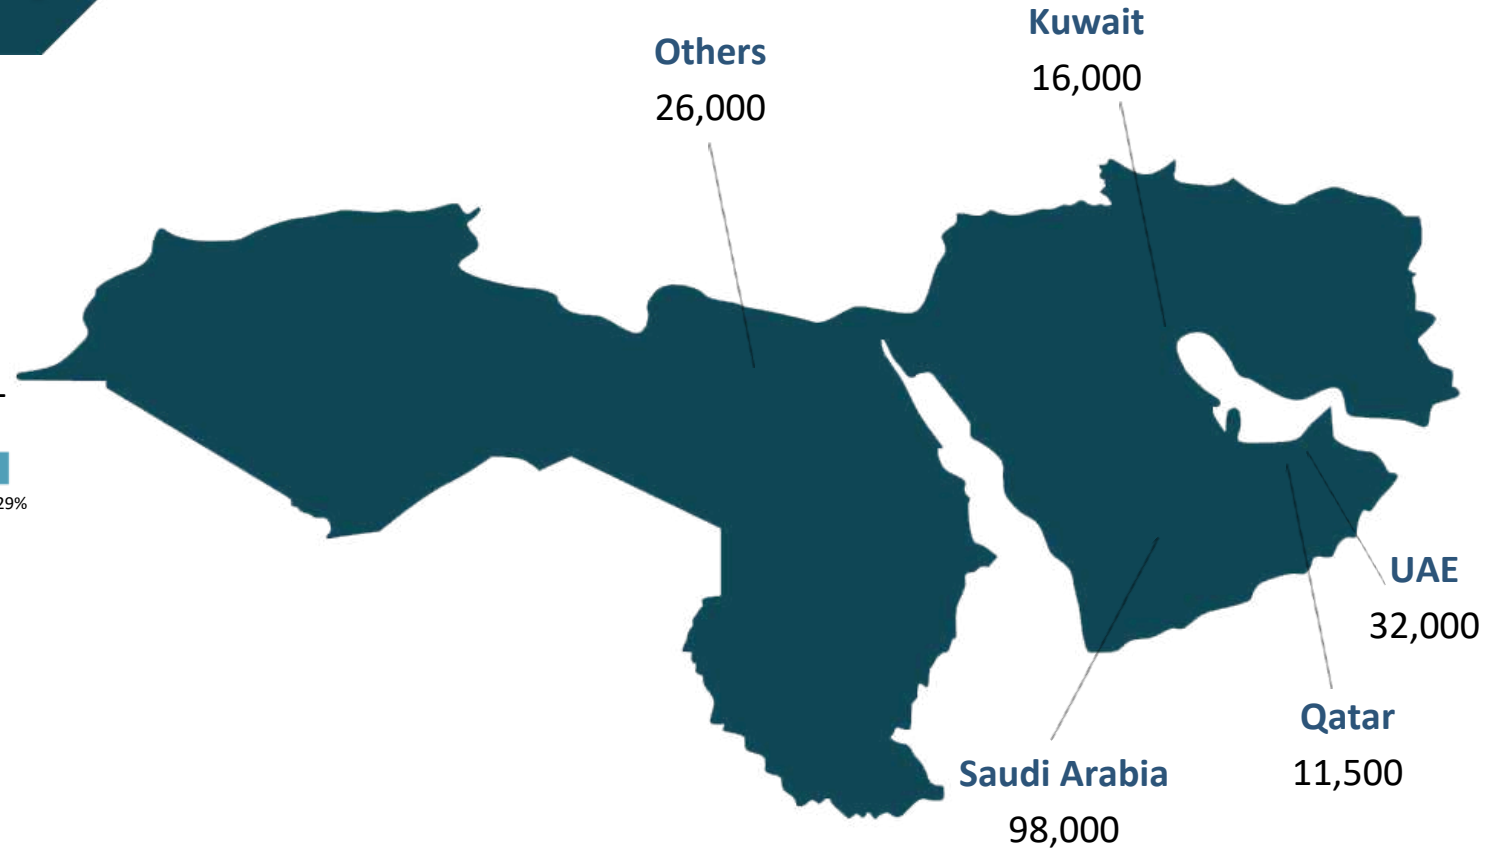 Kuwait
16,000
Others
26,000
29%
UAE
32,000
Qatar
11,500
Saudi Arabia
98,000